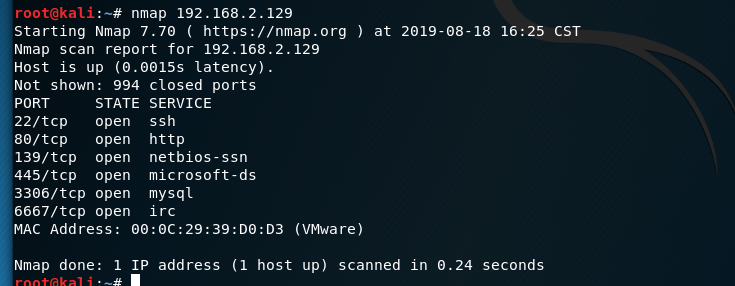 root@kali:~# nmap 192.168.2.129
Starting Nmap 7.70 ( https://nmap.org ) at 2019-08-18 16:25 CST
Nmap scan report for 192.168.2.129
Host is up (0.0015s latency).
Not shown: 994 closed ports
PORT     STATE SERVICE
22/tcp   open  ssh
80/tcp   open  http
139/tcp  open  netbios-ssn
445/tcp  open  microsoft-ds
3306/tcp open  mysql
6667/tcp open  irc
MAC Address: 00:0C:29:39:D0:D3 (VMware)

Nmap done: 1 IP address (1 host up) scanned in 0.24 seconds
root@kali:~#